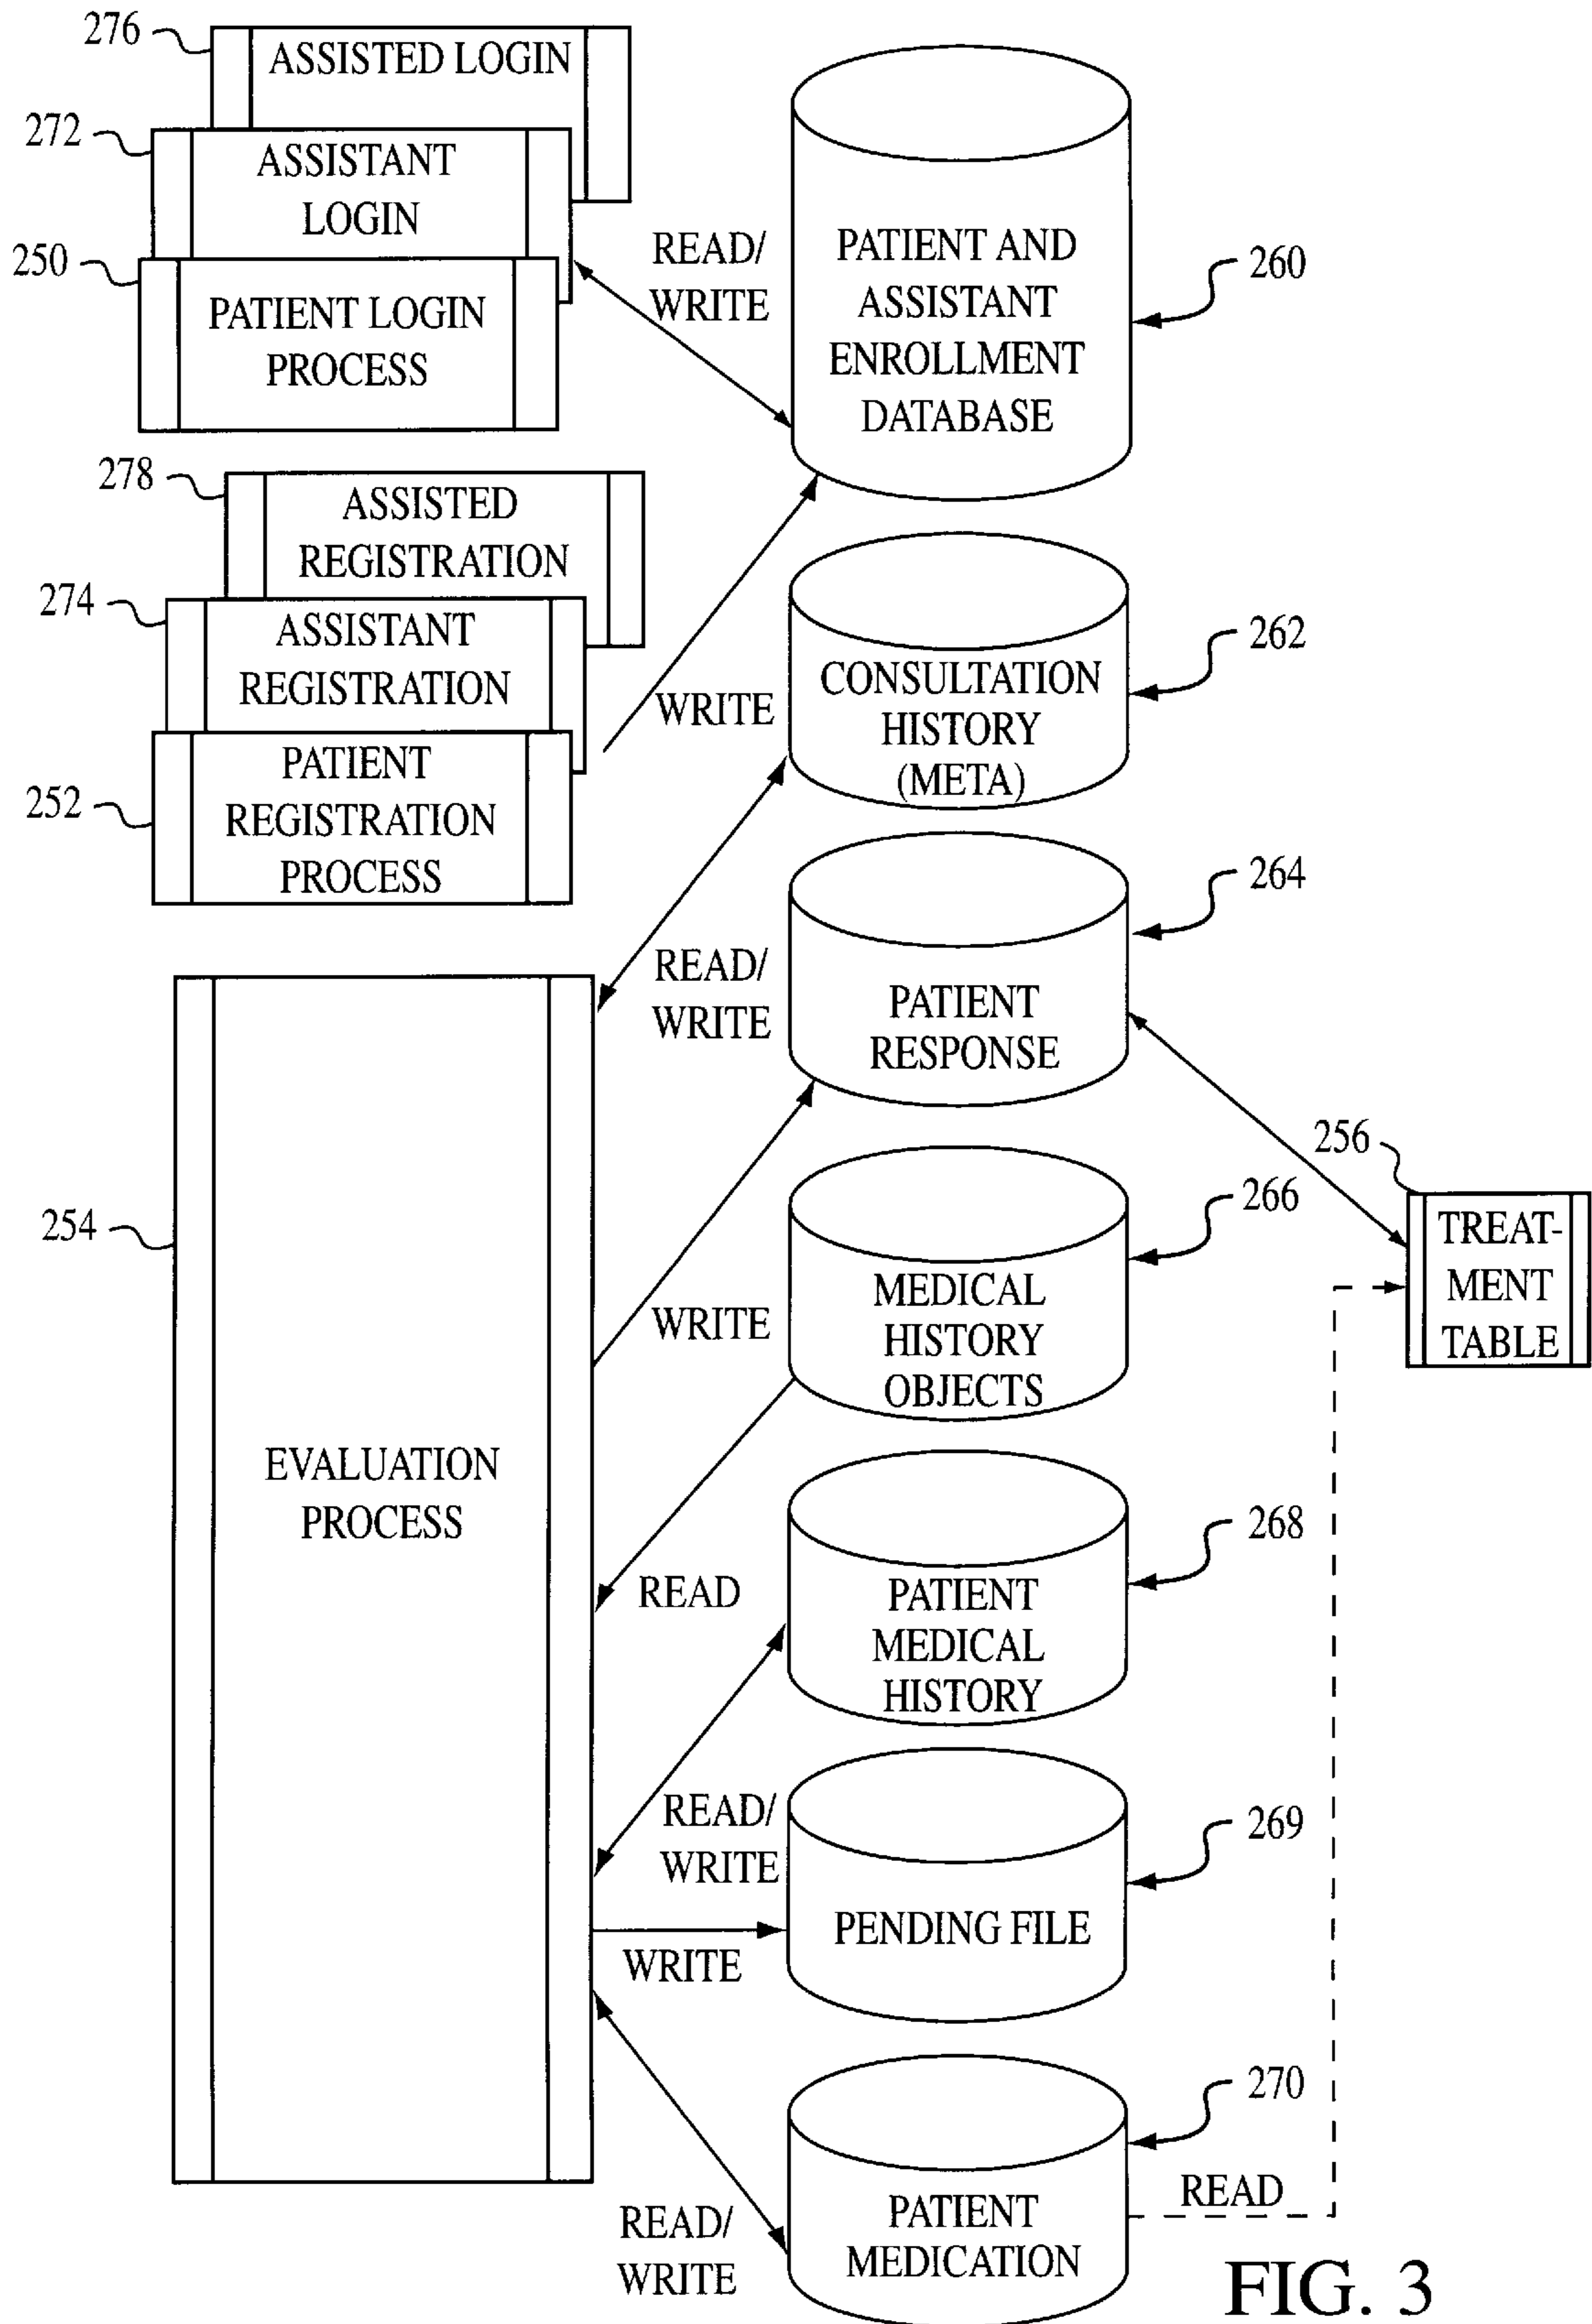 276
ASSISTED LOGIN
272
ASSISTANT
LOGIN
250
PATIENT LOGIN
PROCESS
READ/
WRITE
PATIENT AND
ASSISTANT
ENROLLMENT
DATABASE
260
278
ASSISTED
REGISTRATION
274
ASSISTANT
REGISTRATION
252
PATIENT
REGISTRATION
PROCESS
WRITE
CONSULTATION
HISTORY
(META)
262
READ/
WRITE
PATIENT
RESPONSE
264
254
EVALUATION
PROCESS
WRITE
MEDICAL
HISTORY
OBJECTS
266
256
TREAT-
MENT
TABLE
READ
PATIENT
MEDICAL
HISTORY
268
READ/
WRITE
PENDING FILE
269
WRITE
READ/
WRITE
PATIENT
MEDICATION
270
READ
FIG. 3